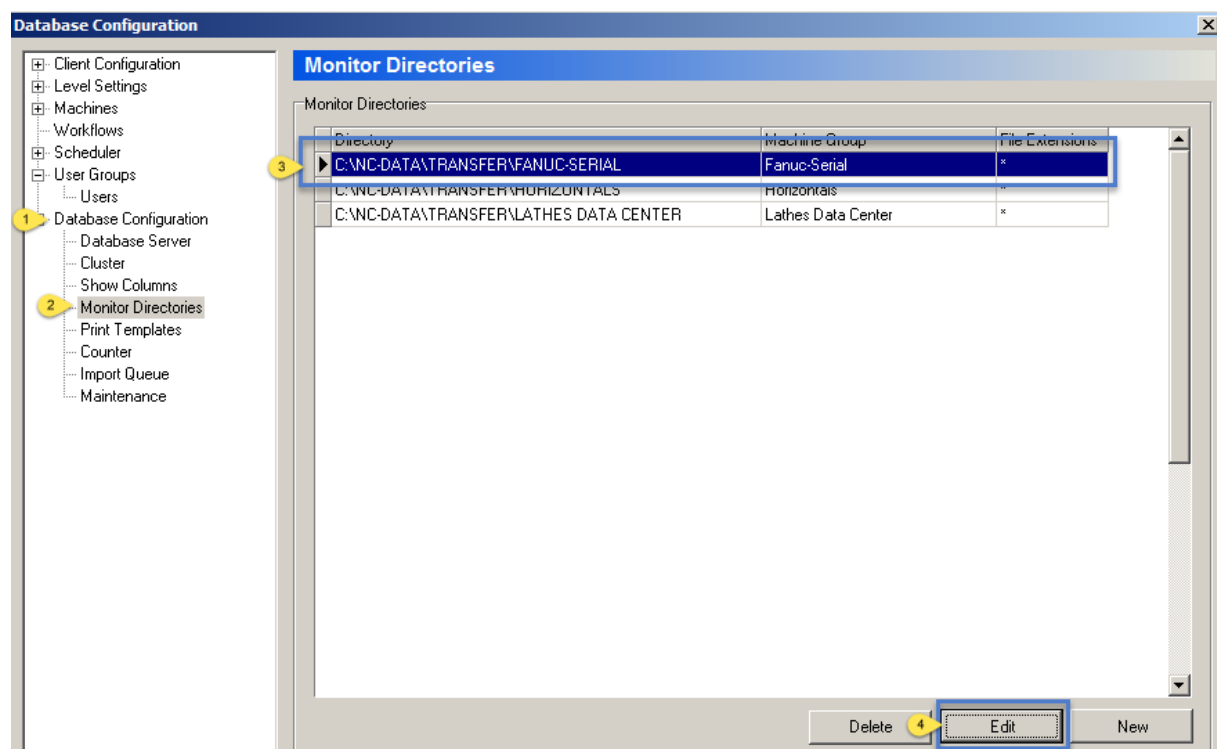 Database Configuration
Client Configuration
Level Settings
Machines
Workflows
Scheduler
User Groups
Users
1
Database Configuration
Database Server
Cluster
Show Columns
2
Monitor Directories
Print Templates
Counter
Import Queue
Maintenance
Monitor Directories
Monitor Directories
Directory Machine Group File Extensions
3
C:\NC-DATA\TRANSFER\FANUC-SERIAL Fanuc-Serial *
C:\NC-DATA\TRANSFER\HORIZONTALS Horizontals *
C:\NC-DATA\TRANSFER\LATHES DATA CENTER Lathes Data Center *
Delete 4 Edit New